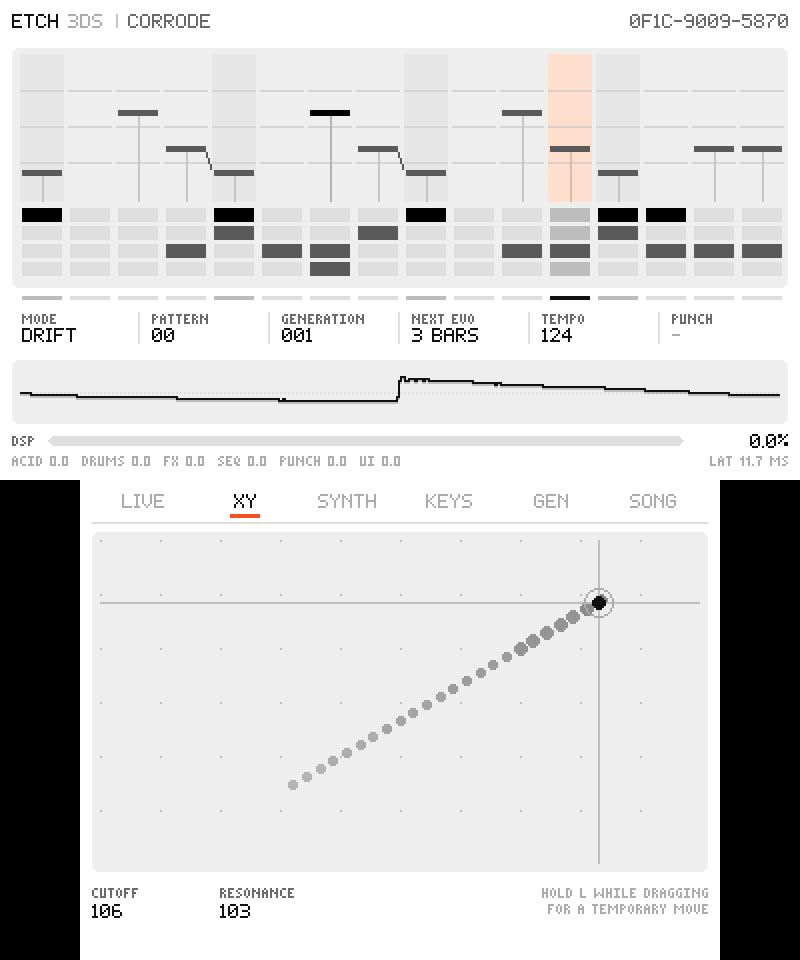 ETCH 3DS | CORRODE 0F1C-9009-5870
MODE PATTERN GENERATION NEXT EVO TEMPO PUNCH
DRIFT 00 001 3 BARS 124 -
DSP 0.0%
ACID 0.0 DRUMS 0.0 FX 0.0 SEQ 0.0 PUNCH 0.0 UI 0.0 LAT 11.7 MS
LIVE XY SYNTH KEYS GEN SONG
CUTOFF RESONANCE HOLD L WHILE DRAGGING
106 103 FOR A TEMPORARY MOVE